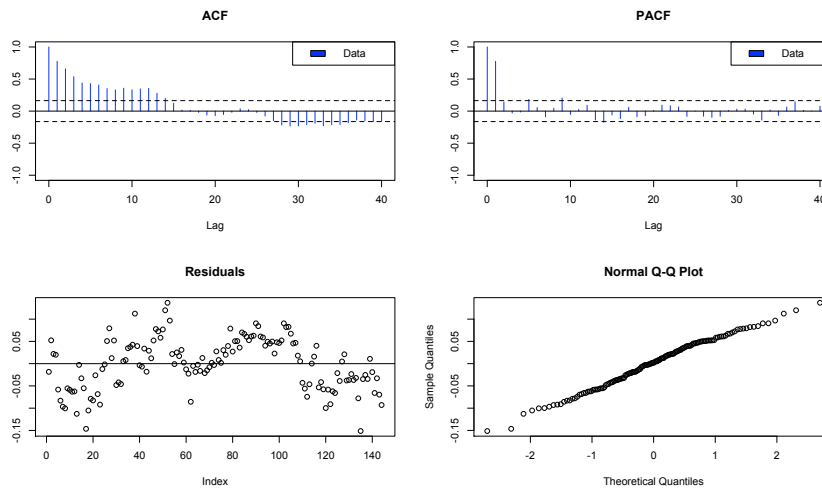 ACF
Data
1.0
0.5
0.0
-0.5
-1.0
0 10 20 30 40
Lag
PACF
Data
1.0
0.5
0.0
-0.5
-1.0
0 10 20 30 40
Lag
Residuals
0.05
-0.05
-0.15
0 20 40 60 80 100 120 140
Index
Normal Q-Q Plot
Sample Quantiles
0.05
-0.05
-0.15
-2 -1 0 1 2
Theoretical Quantiles